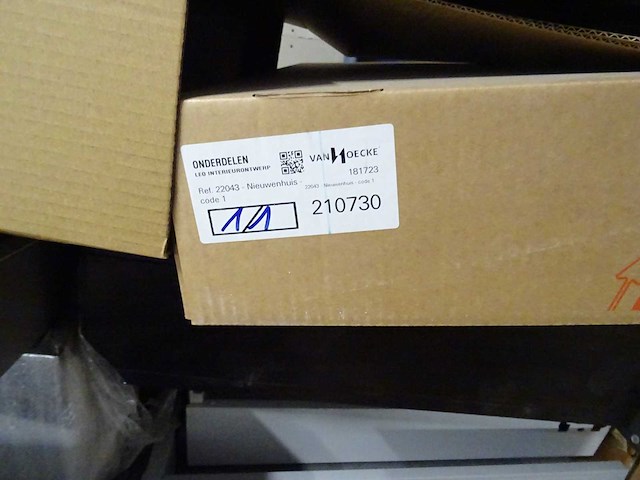 ONDERDELEN
LEO INTERIEURONTWERP
VAN HOECKE
181723
Ref. 22043 - Nieuwenhuis -
code 1
22043 - Nieuwenhuis - code 1
1/1
210730